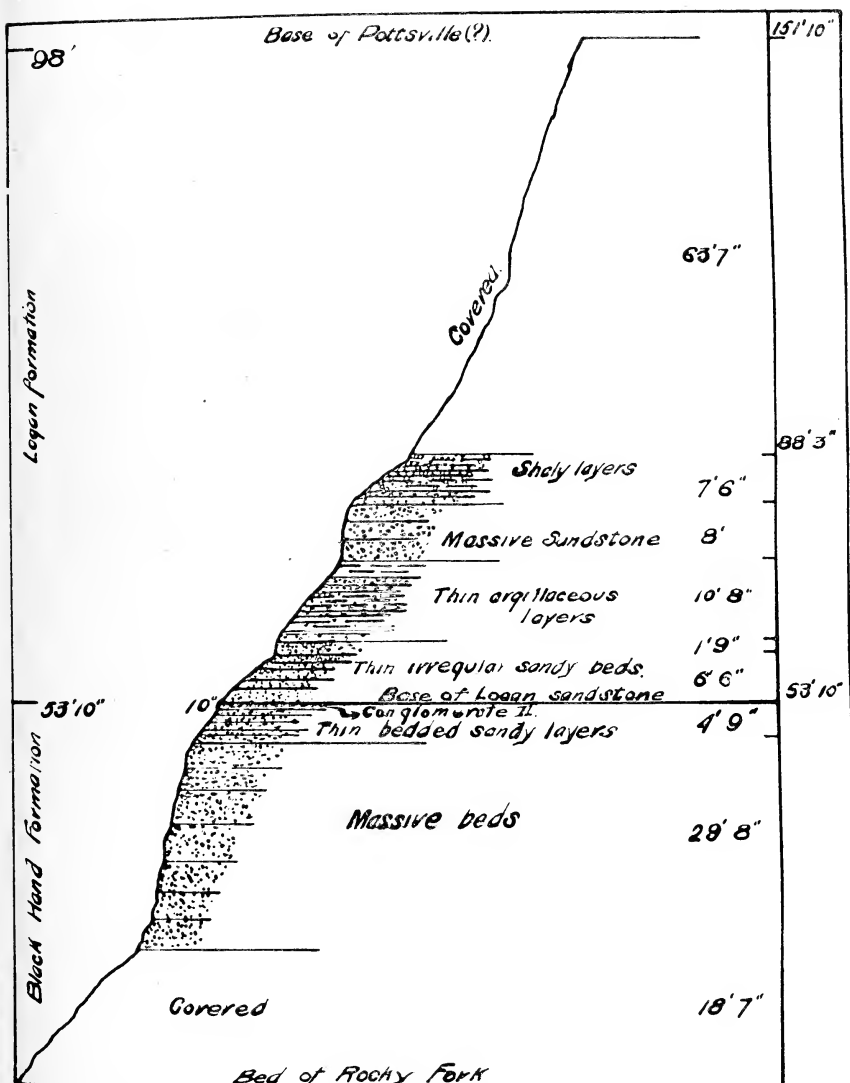 Base of Pottsville(?).
151'10"
98'
63'7"
Covered.
Logan formation
88'3"
Shaly layers
7'6"
Massive Sandstone 8'
Thin argillaceous
layers
10'8"
1'9"
Thin irregular sandy beds.
6'6"
Base of Logan sandstone
53'10"
10"
53'10"
Conglomerate II.
Thin bedded sandy layers
4'9"
Massive beds
29'8"
Black Hand Formation
Covered
18'7"
Bed of Rocky Fork